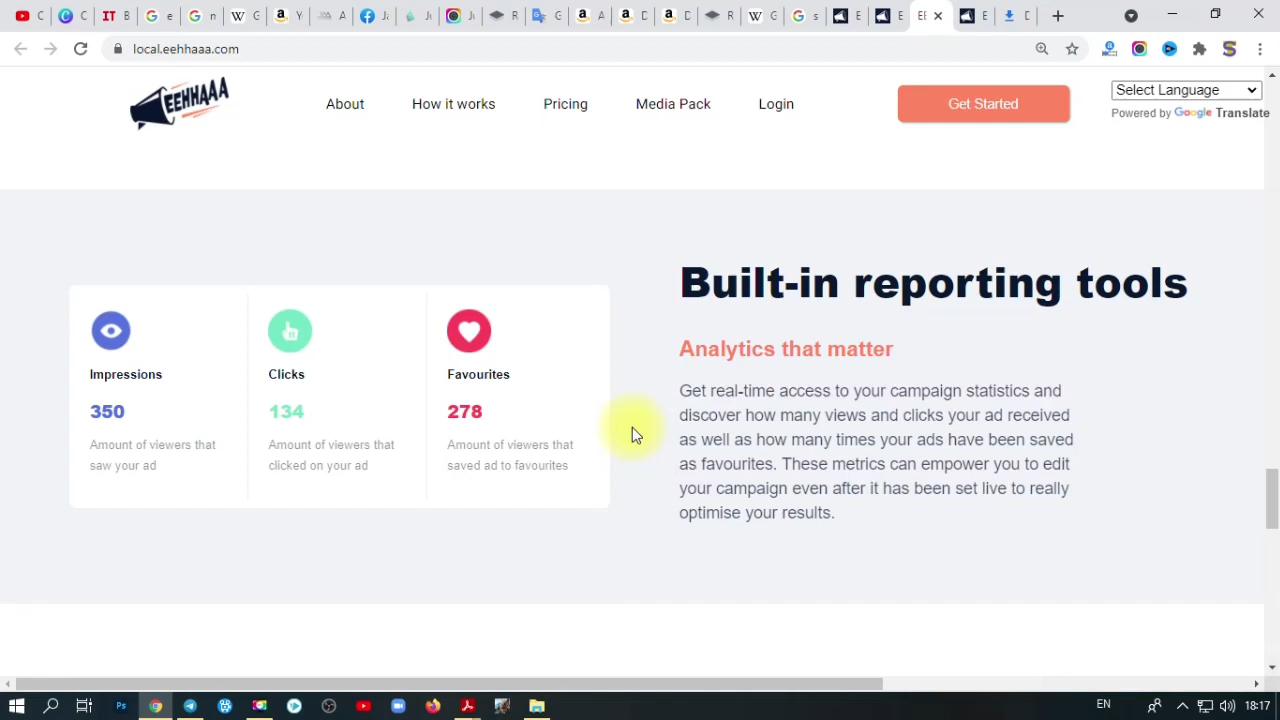 local.eehhaaa.com
EEHHAAA
About
How it works
Pricing
Media Pack
Login
Get Started
Select Language
Powered by Google Translate
Built-in reporting tools
Analytics that matter
Get real-time access to your campaign statistics and
discover how many views and clicks your ad received
as well as how many times your ads have been saved
as favourites. These metrics can empower you to edit
your campaign even after it has been set live to really
optimise your results.
Impressions
350
Amount of viewers that
saw your ad
Clicks
134
Amount of viewers that
clicked on your ad
Favourites
278
Amount of viewers that
saved ad to favourites
EN
18:17